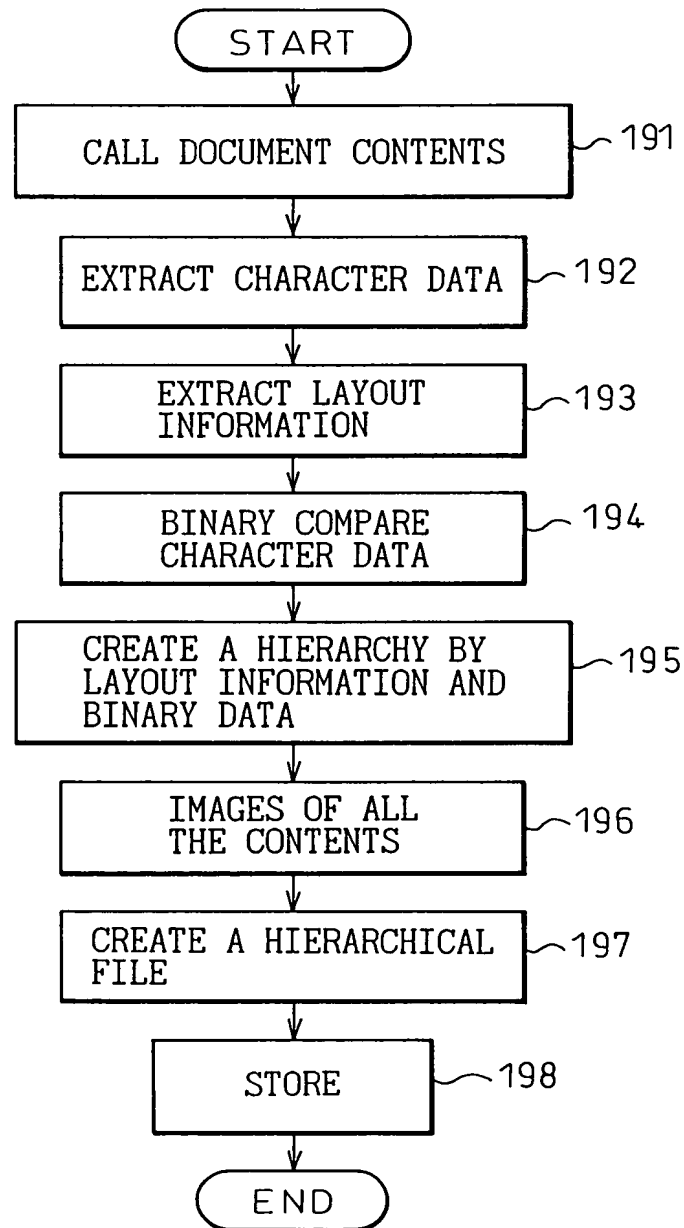 START
CALL DOCUMENT CONTENTS
191
EXTRACT CHARACTER DATA
192
EXTRACT LAYOUT
INFORMATION
193
BINARY COMPARE
CHARACTER DATA
194
CREATE A HIERARCHY BY
LAYOUT INFORMATION AND
BINARY DATA
195
IMAGES OF ALL
THE CONTENTS
196
CREATE A HIERARCHICAL
FILE
197
STORE
198
END